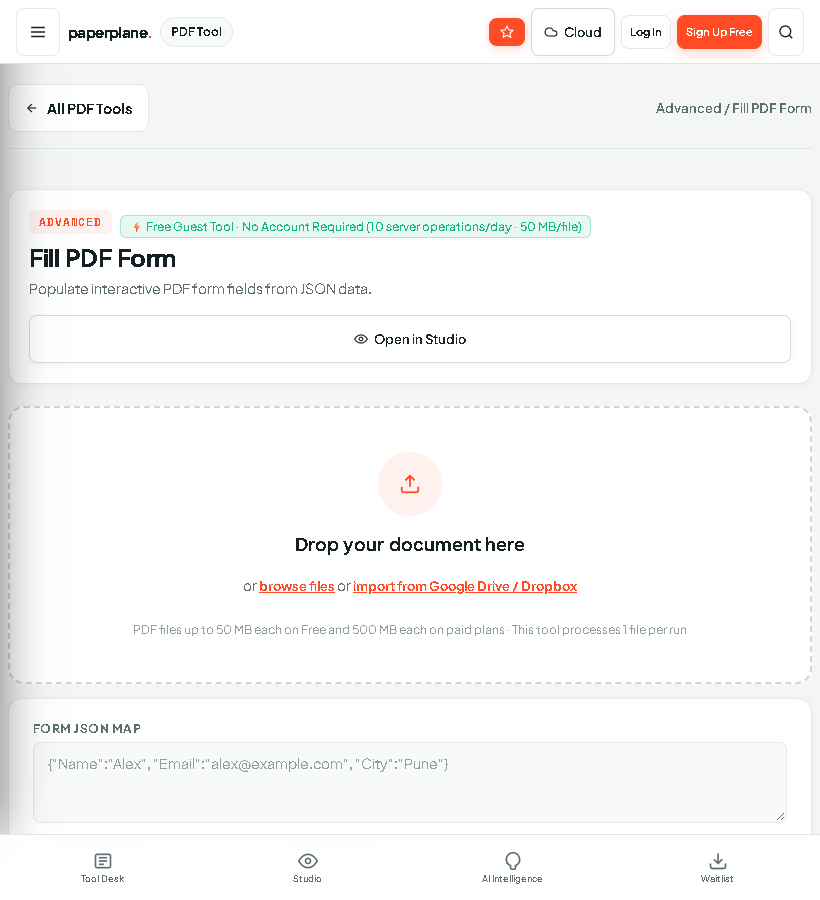 paperplane. PDF Tool Cloud Log In Sign Up Free
All PDF Tools Advanced / Fill PDF Form
ADVANCED Free Guest Tool · No Account Required (10 server operations/day · 50 MB/file)
Fill PDF Form
Populate interactive PDF form fields from JSON data.
Open in Studio
Drop your document here
or browse files or import from Google Drive / Dropbox
PDF files up to 50 MB each on Free and 500 MB each on paid plans · This tool processes 1 file per run
FORM JSON MAP
{"Name":"Alex", "Email":"alex@example.com", "City":"Pune"}
Tool Desk Studio AI Intelligence Waitlist